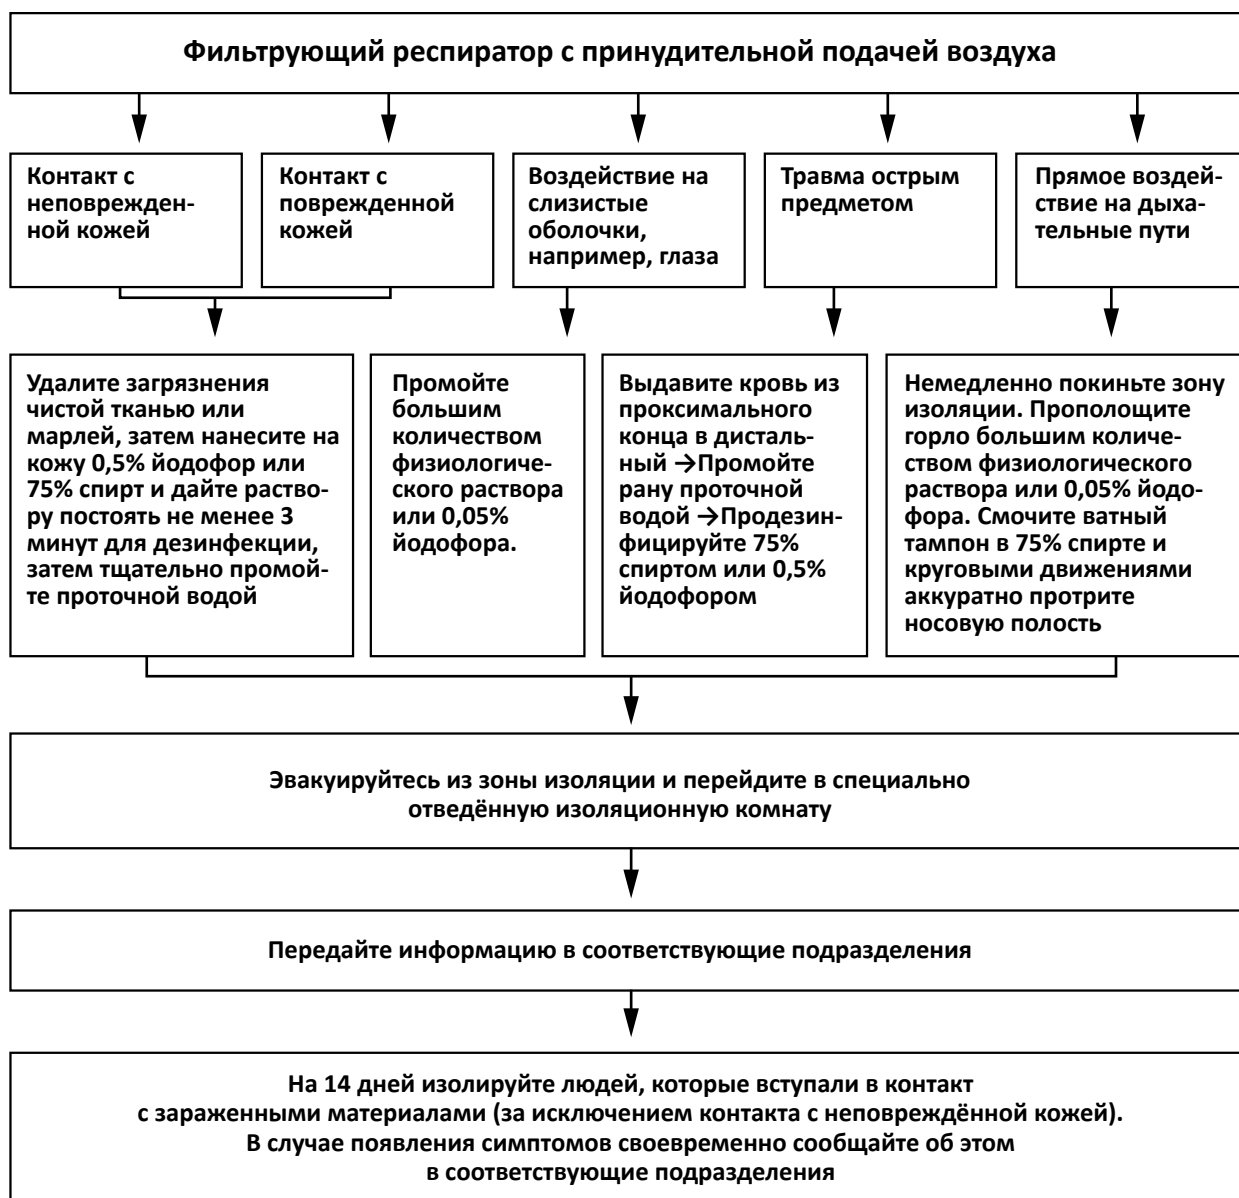 Фильтрующий респиратор с принудительной подачей воздуха
Контакт с
неповрежден-
ной кожей
Контакт с
поврежденной
кожей
Воздействие на
слизистые
оболочки,
например, глаза
Травма острым
предметом
Прямое воздей-
ствие на дыха-
тельные пути
Удалите загрязнения
чистой тканью или
марлей, затем нанесите на
кожу 0,5% йодофор или
75% спирт и дайте раство-
ру постоять не менее 3
минут для дезинфекции,
затем тщательно промой-
те проточной водой
Промойте
большим
количеством
физиологиче-
ского раствора
или 0,05%
йодофора.
Выдавите кровь из
проксимального
конца в дисталь-
ный →Промойте
рану проточной
водой →Продезин-
фицируйте 75%
спиртом или 0,5%
йодофором
Немедленно покиньте зону
изоляции. Прополощите
горло большим количе-
ством физиологического
раствора или 0,05% йодо-
фора. Смочите ватный
тампон в 75% спирте и
круговыми движениями
аккуратно протрите
носовую полость
Эвакуируйтесь из зоны изоляции и перейдите в специально
отведённую изоляционную комнату
Передайте информацию в соответствующие подразделения
На 14 дней изолируйте людей, которые вступали в контакт
с зараженными материалами (за исключением контакта с неповреждённой кожей).
В случае появления симптомов своевременно сообщайте об этом
в соответствующие подразделения